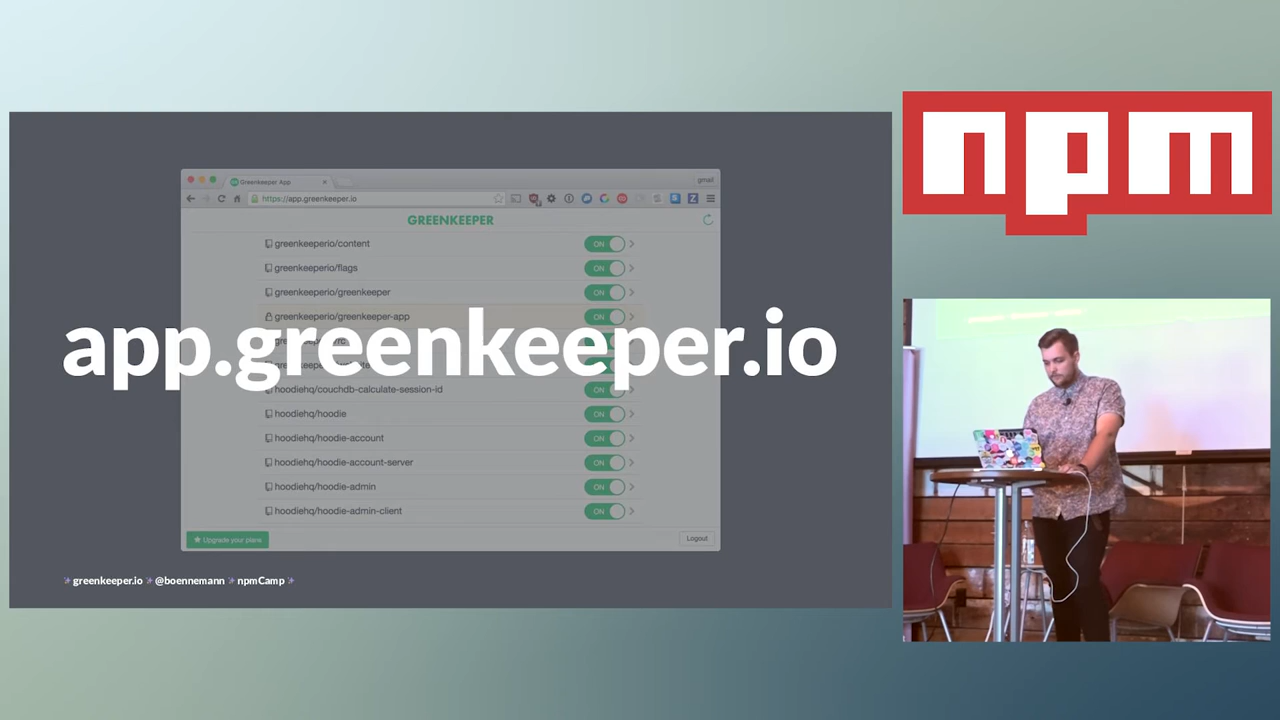 Greenkeeper App
gmail
https://app.greenkeeper.io
GREENKEEPER
greenkeeperio/content
ON
greenkeeperio/flags
ON
greenkeeperio/greenkeeper
ON
greenkeeperio/greenkeeper-app
ON
app.greenkeeper.io
hoodiehq/couchdb-calculate-session-id
ON
hoodiehq/hoodie
ON
hoodiehq/hoodie-account
ON
hoodiehq/hoodie-account-server
ON
hoodiehq/hoodie-admin
ON
hoodiehq/hoodie-admin-client
ON
★ Upgrade your plans
Logout
✨ greenkeeper.io ✨ @boennemann ✨ npmCamp ✨
npm